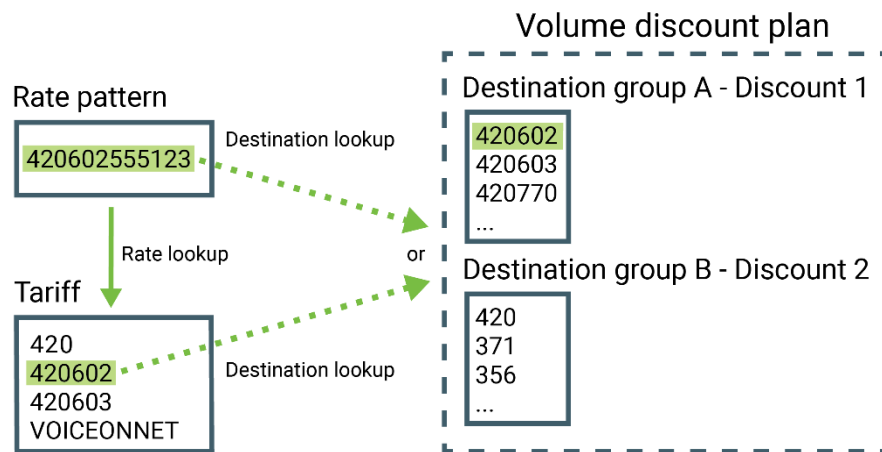 Volume discount plan
Rate pattern
420602555123
Destination lookup
Rate lookup
or
Tariff
420
420602
420603
VOICEONNET
Destination lookup
Destination group A - Discount 1
420602
420603
420770
...
Destination group B - Discount 2
420
371
356
...